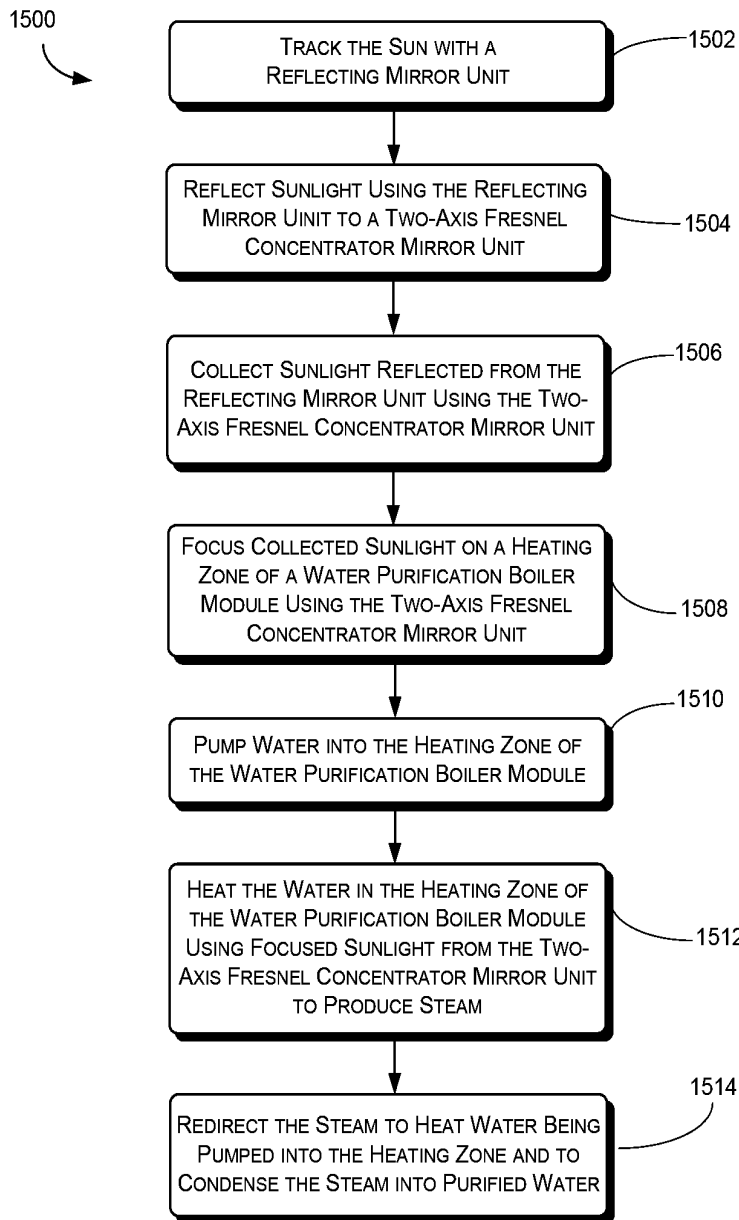 1500
TRACK THE SUN WITH A
REFLECTING MIRROR UNIT
1502
REFLECT SUNLIGHT USING THE REFLECTING
MIRROR UINIT TO A TWO-AXIS FRESNEL
CONCENTRATOR MIRROR UNIT
1504
COLLECT SUNLIGHT REFLECTED FROM THE
REFLECTING MIRROR UNIT USING THE TWO-
AXIS FRESNEL CONCENTRATOR MIRROR UNIT
1506
FOCUS COLLECTED SUNLIGHT ON A HEATING
ZONE OF A WATER PURIFICATION BOILER
MODULE USING THE TWO-AXIS FRESNEL
CONCENTRATOR MIRROR UNIT
1508
PUMP WATER INTO THE HEATING ZONE OF
THE WATER PURIFICATION BOILER MODULE
1510
HEAT THE WATER IN THE HEATING ZONE OF
THE WATER PURIFICATION BOILER MODULE
USING FOCUSED SUNLIGHT FROM THE TWO-
AXIS FRESNEL CONCENTRATOR MIRROR UNIT
TO PRODUCE STEAM
1512
REDIRECT THE STEAM TO HEAT WATER BEING
PUMPED INTO THE HEATING ZONE AND TO
CONDENSE THE STEAM INTO PURIFIED WATER
1514